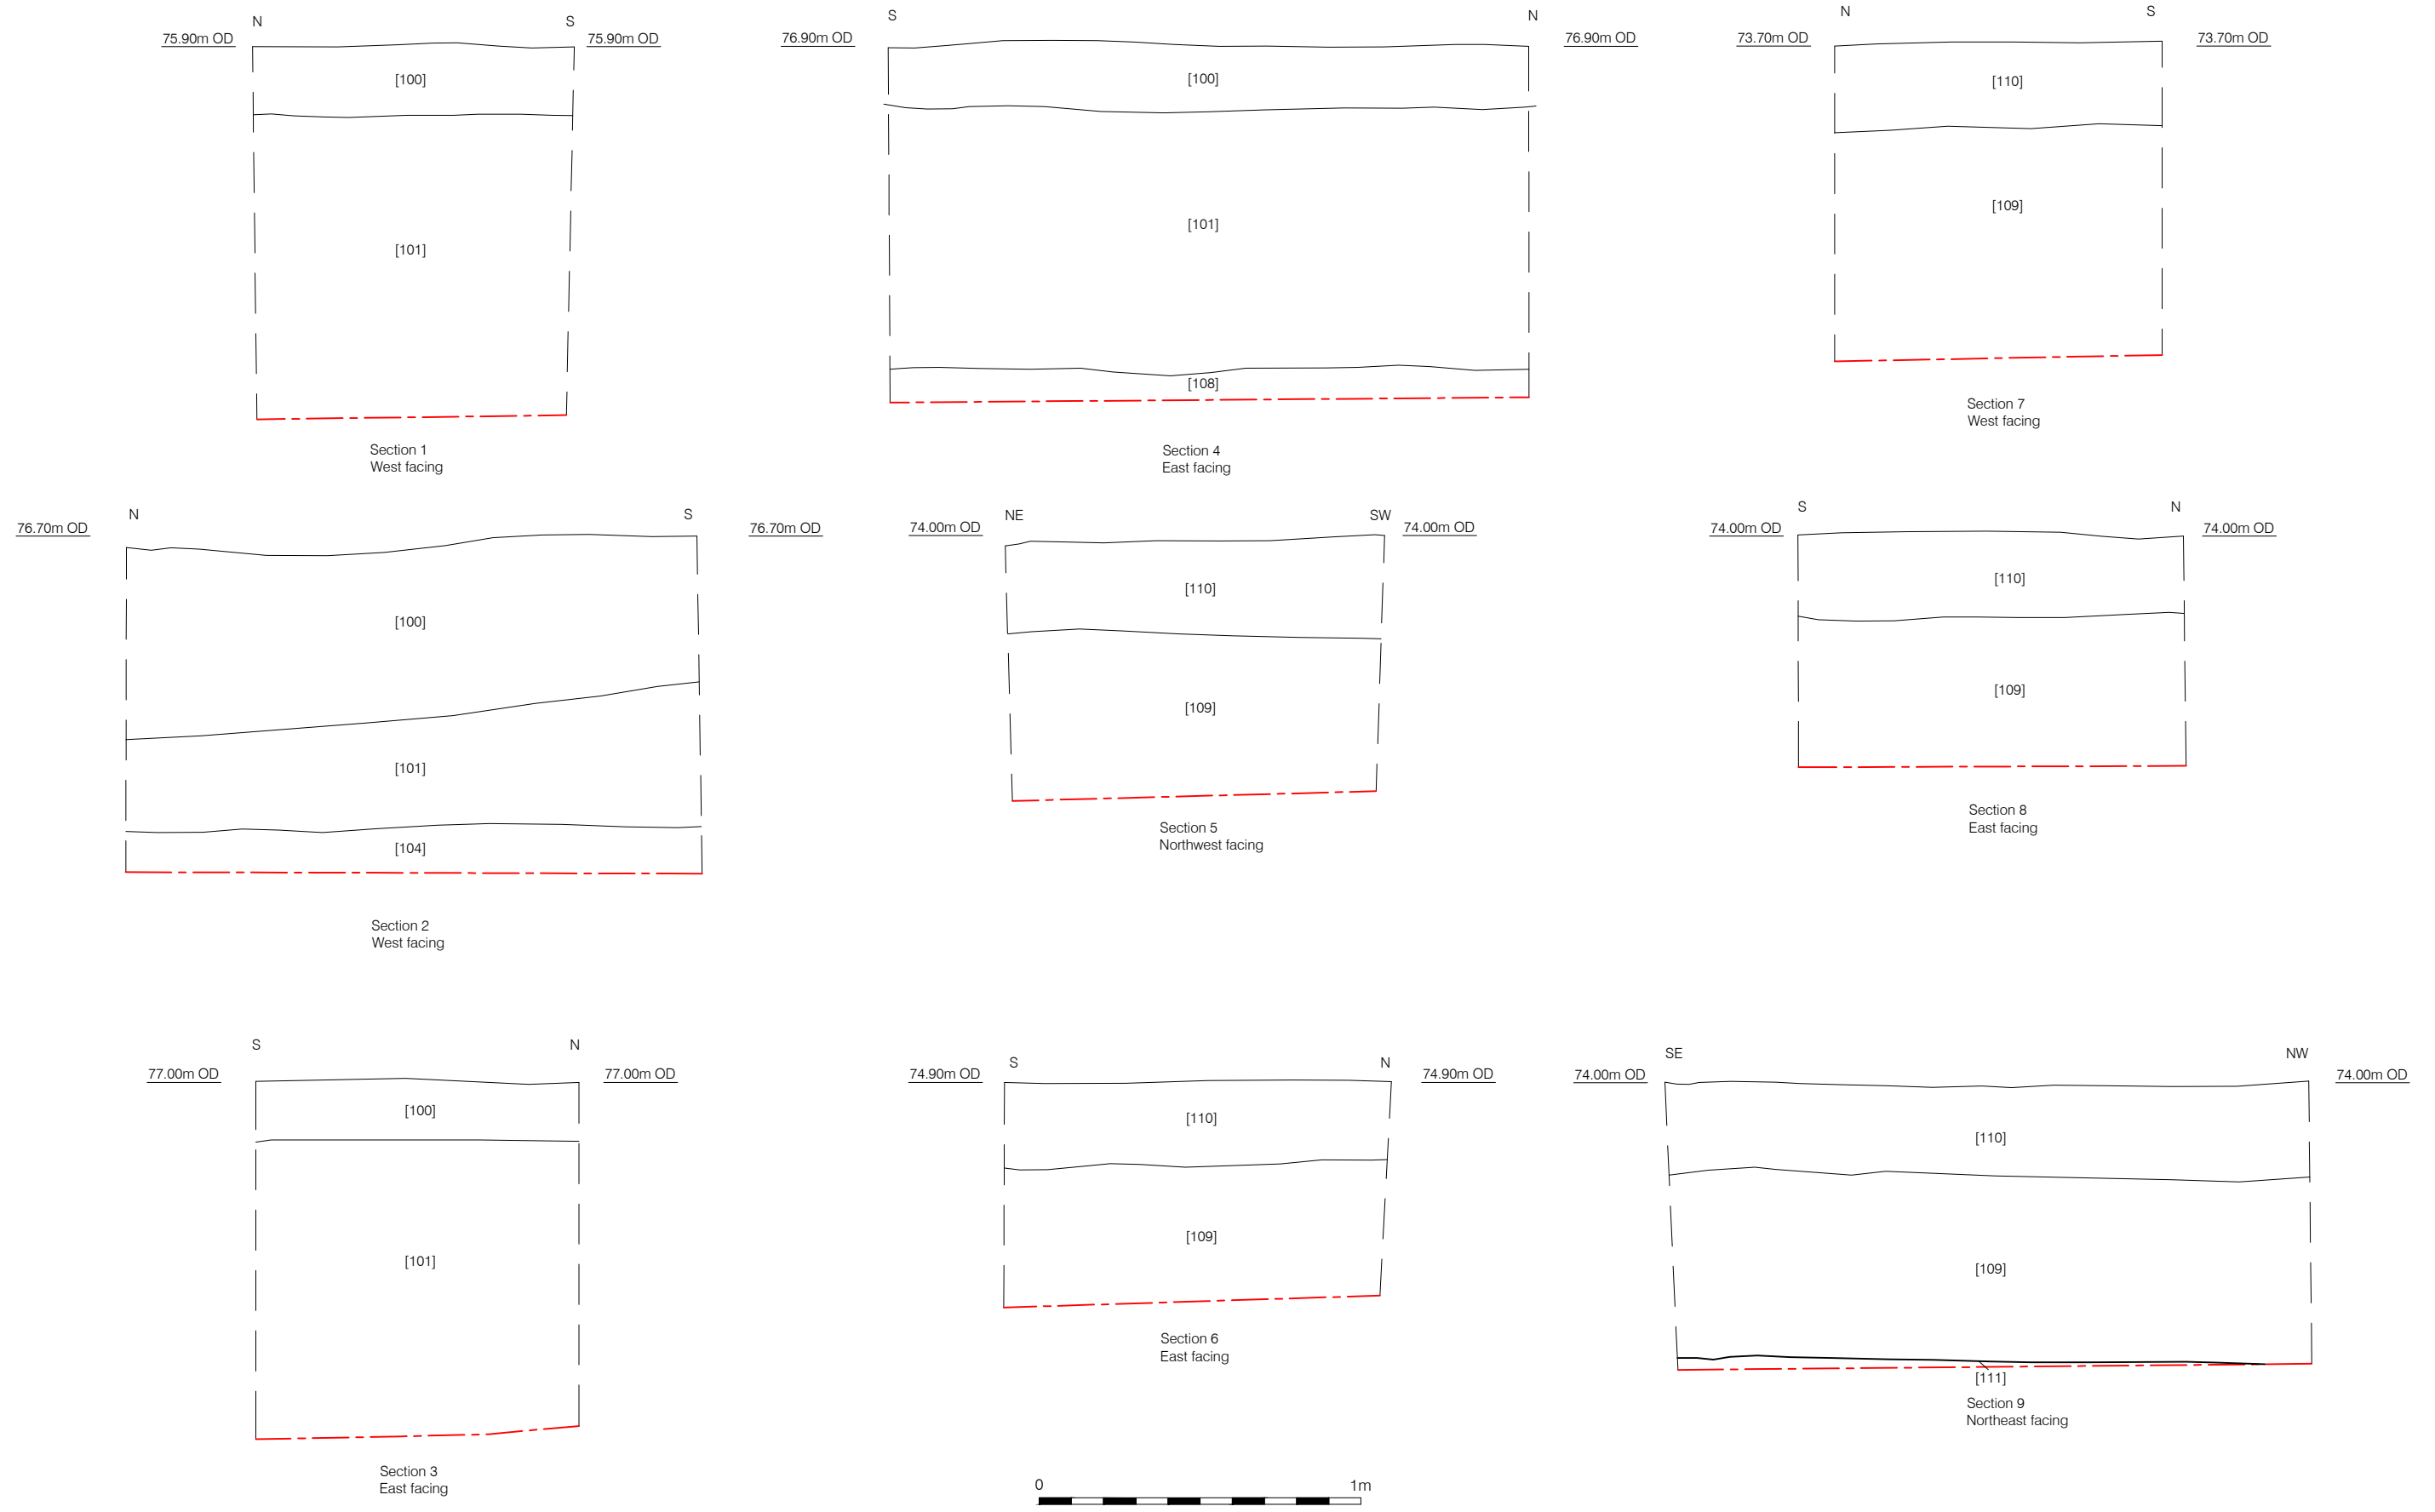 N S
75.90m OD 75.90m OD
[100]
[101]
Section 1
West facing
S N
76.90m OD 76.90m OD
[100]
[101]
[108]
Section 4
East facing
N S
73.70m OD 73.70m OD
[110]
[109]
Section 7
West facing
N S
76.70m OD 76.70m OD
[100]
[101]
[104]
Section 2
West facing
NE SW
74.00m OD 74.00m OD
[110]
[109]
Section 5
Northwest facing
S N
74.00m OD 74.00m OD
[110]
[109]
Section 8
East facing
S N
77.00m OD 77.00m OD
[100]
[101]
Section 3
East facing
S N
74.90m OD 74.90m OD
[110]
[109]
Section 6
East facing
SE NW
74.00m OD 74.00m OD
[110]
[109]
[111]
Section 9
Northeast facing
0 1m